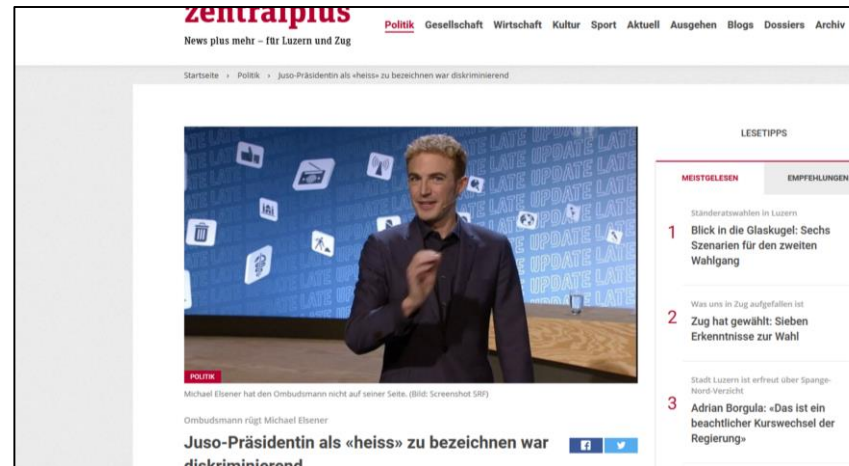 zentralplus
News plus mehr – für Luzern und Zug
Politik Gesellschaft Wirtschaft Kultur Sport Aktuell Ausgehen Blogs Dossiers Archiv
Startseite › Politik › Juso-Präsidentin als «heiss» zu bezeichnen war diskriminierend
LATE UPDATE LATE
POLITIK
Michael Elsener hat den Ombudsmann nicht auf seiner Seite. (Bild: Screenshot SRF)
Ombudsmann rügt Michael Elsener
Juso-Präsidentin als «heiss» zu bezeichnen war
diskriminierend
LESETIPPS
MEISTGELESEN EMPFEHLUNGEN
Ständeratswahlen in Luzern
1 Blick in die Glaskugel: Sechs
Szenarien für den zweiten
Wahlgang
Was uns in Zug aufgefallen ist
2 Zug hat gewählt: Sieben
Erkenntnisse zur Wahl
Stadt Luzern ist erfreut über Spange-
Nord-Verzicht
3 Adrian Borgula: «Das ist ein
beachtlicher Kurswechsel der
Regierung»